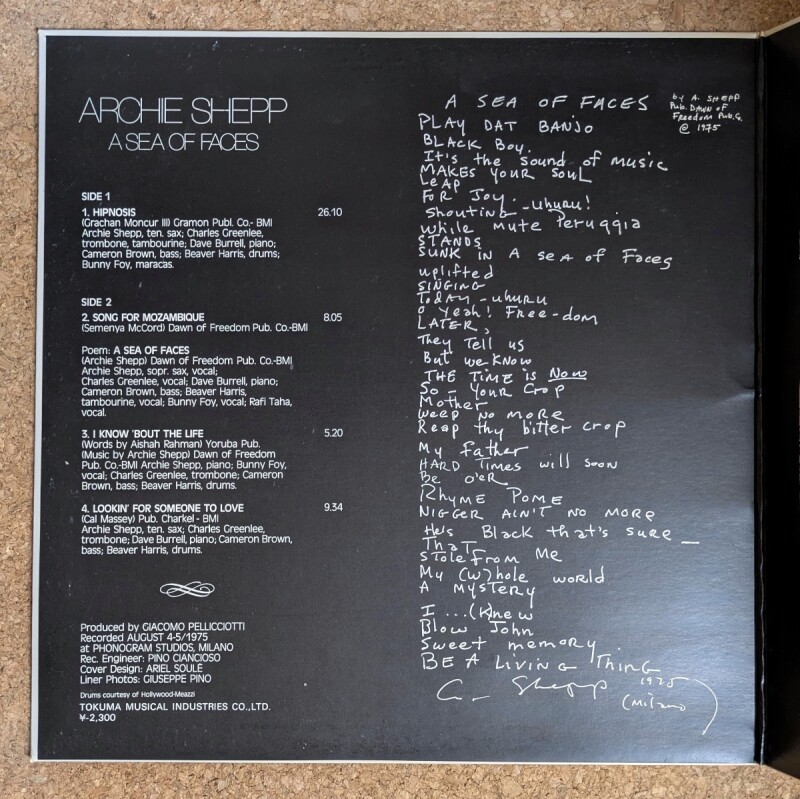 ARCHIE SHEPP
A SEA OF FACES
SIDE 1
1. HIPNOSIS 26.10
(Grachan Moncur III) Gramon Publ. Co.- BMI
Archie Shepp, ten. sax; Charles Greenlee,
trombone, tambourine; Dave Burrell, piano;
Cameron Brown, bass; Beaver Harris, drums;
Bunny Foy, maracas.
SIDE 2
2. SONG FOR MOZAMBIQUE 8.05
(Semenya McCord) Dawn of Freedom Pub. Co.-BMI
Poem: A SEA OF FACES
(Archie Shepp) Dawn of Freedom Pub. Co.-BMI
Archie Shepp, sopr. sax, vocal;
Charles Greenlee, vocal; Dave Burrell, piano;
Cameron Brown, bass; Beaver Harris,
tambourine, vocal; Bunny Foy, vocal; Rafi Taha,
vocal.
3. I KNOW 'BOUT THE LIFE 5.20
(Words by Aishah Rahman) Yoruba Pub.
(Music by Archie Shepp) Dawn of Freedom
Pub. Co.-BMI Archie Shepp, piano; Bunny Foy,
vocal; Charles Greenlee, trombone; Cameron
Brown, bass; Beaver Harris, drums.
4. LOOKIN' FOR SOMEONE TO LOVE 9.34
(Cal Massey) Pub. Charkel - BMI
Archie Shepp, ten. sax; Charles Greenlee,
trombone; Dave Burrell, piano; Cameron Brown,
bass; Beaver Harris, drums.
Produced by GIACOMO PELLICCIOTTI
Recorded AUGUST 4-5/1975
at PHONOGRAM STUDIOS, MILANO
Rec. Engineer: PINO CIANCIOSO
Cover Design: ARIEL SOULÉ
Liner Photos: GIUSEPPE PINO
Drums courtesy of Hollywood-Meazzi
TOKUMA MUSICAL INDUSTRIES CO.,LTD.
¥-2,300
A SEA OF FACES
by A. SHEPP
Pub. DAWN OF
Freedom Pub. Co.
@ 1975
PLAY DAT BANJO
BLACK BOY.
It's the sound of music
MAKES YOUR SOUL
Leap
FOR JOY.
Shouting - uhuru!
while mute Peruggia
STANDS
SUNK IN A SEA of Faces
uplifted
SINGING
Today - uhuru
O yeah! Free-dom
LATER,
They Tell us
But we know
THE TIME is NOW
So - Your Crop
Mother
weep no more
Reap thy bitter crop
My father
HARD Times will soon
Be o'er
Rhyme Pome
NIGGER AIN'T NO MORE
He's Black that's sure _
That
stole from Me
My (w)hole world
A MYSTERY
I ...(K)new
Blow John
Sweet memory.
BE A Living Thing
A. Shepp 1975
(Milano)